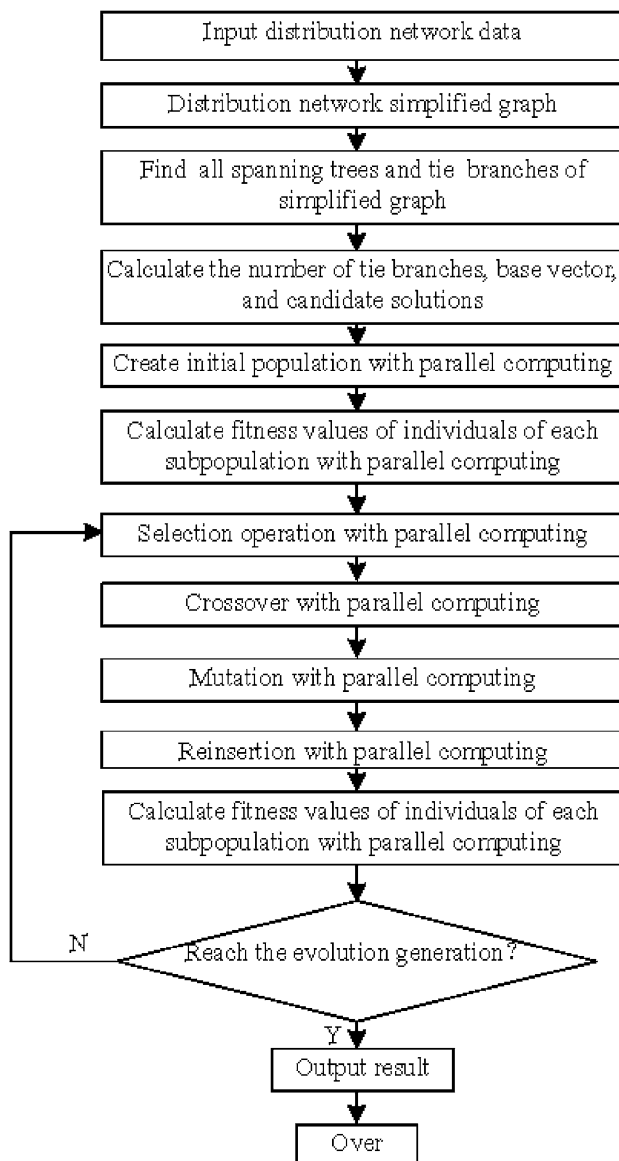 Input distribution network data
Distribution network simplified graph
Find all spanning trees and tie branches of
simplified graph
Calculate the number of tie branches, base vector,
and candidate solutions
Create initial population with parallel computing
Calculate fitness values of individuals of each
subpopulation with parallel computing
Selection operation with parallel computing
Crossover with parallel computing
Mutation with parallel computing
Reinsertion with parallel computing
Calculate fitness values of individuals of each
subpopulation with parallel computing
N
Reach the evolution generation?
Y
Output result
Over